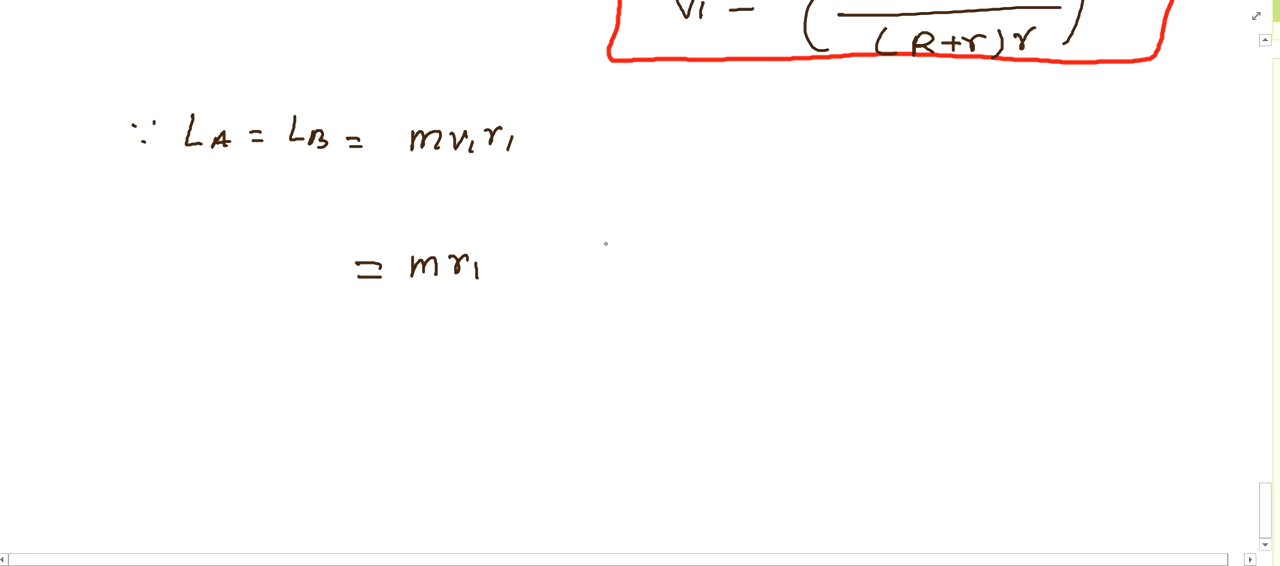 v₁ =
(R+r)r
∵ L_A = L_B = mv₁r₁
= mr₁